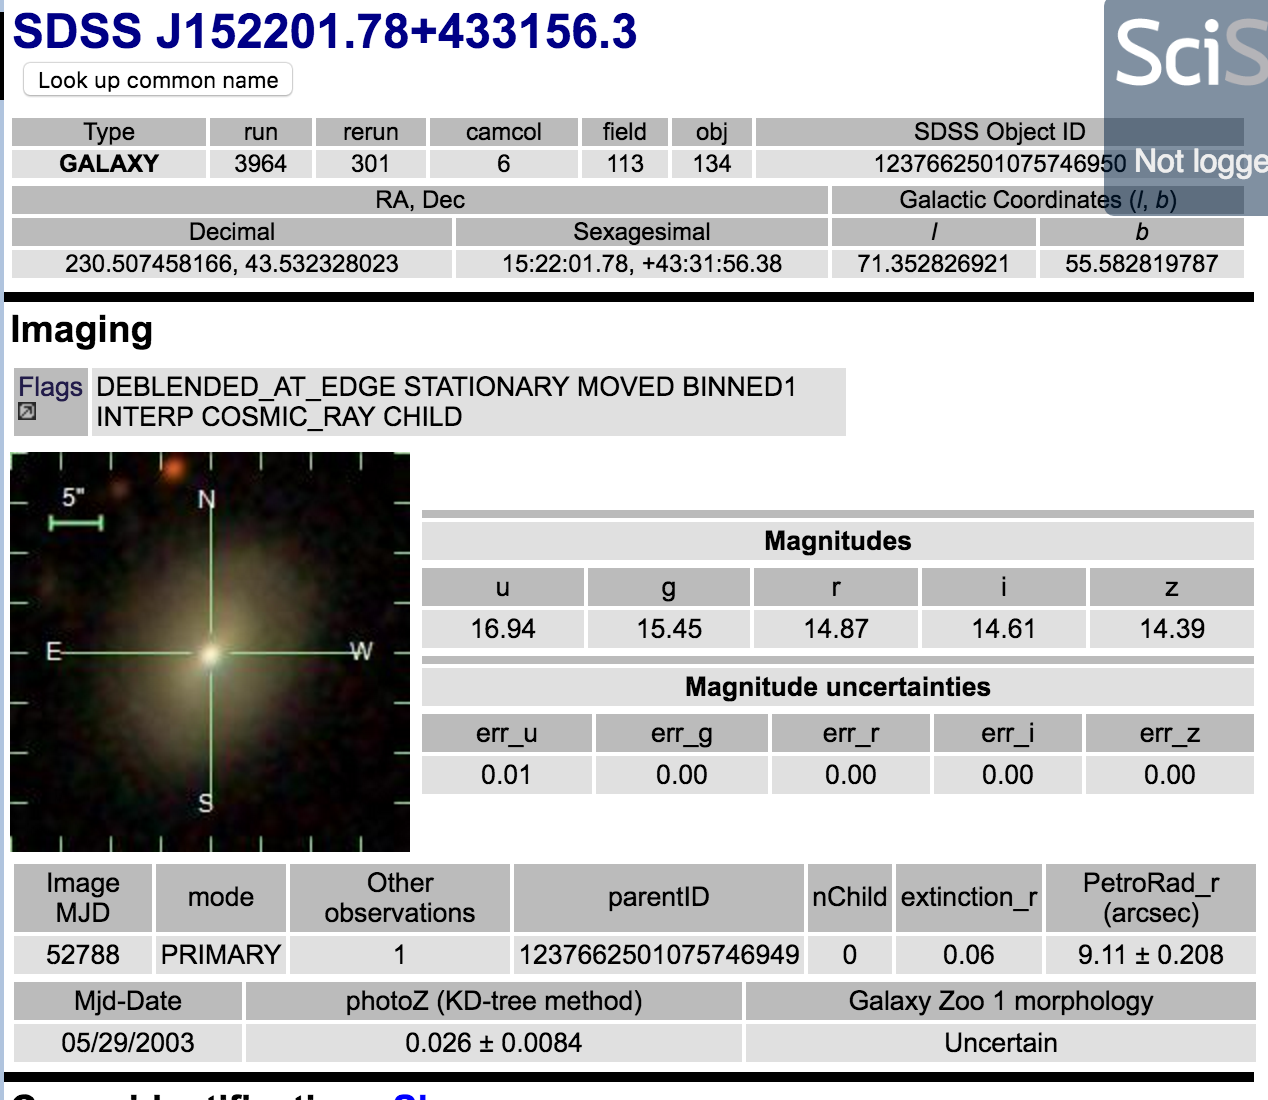 SDSS J152201.78+433156.3
SciS
Look up common name
Type run rerun camcol field obj SDSS Object ID
GALAXY 3964 301 6 113 134 1237662501075746950
Not logge
RA, Dec Galactic Coordinates (l, b)
Decimal Sexagesimal l b
230.507458166, 43.532328023 15:22:01.78, +43:31:56.38 71.352826921 55.582819787
Imaging
Flags DEBLENDED_AT_EDGE STATIONARY MOVED BINNED1
INTERP COSMIC_RAY CHILD
5"
N
E W
S
Magnitudes
u g r i z
16.94 15.45 14.87 14.61 14.39
Magnitude uncertainties
err_u err_g err_r err_i err_z
0.01 0.00 0.00 0.00 0.00
Image MJD mode Other observations parentID nChild extinction_r PetroRad_r (arcsec)
52788 PRIMARY 1 1237662501075746949 0 0.06 9.11 ± 0.208
Mjd-Date photoZ (KD-tree method) Galaxy Zoo 1 morphology
05/29/2003 0.026 ± 0.0084 Uncertain